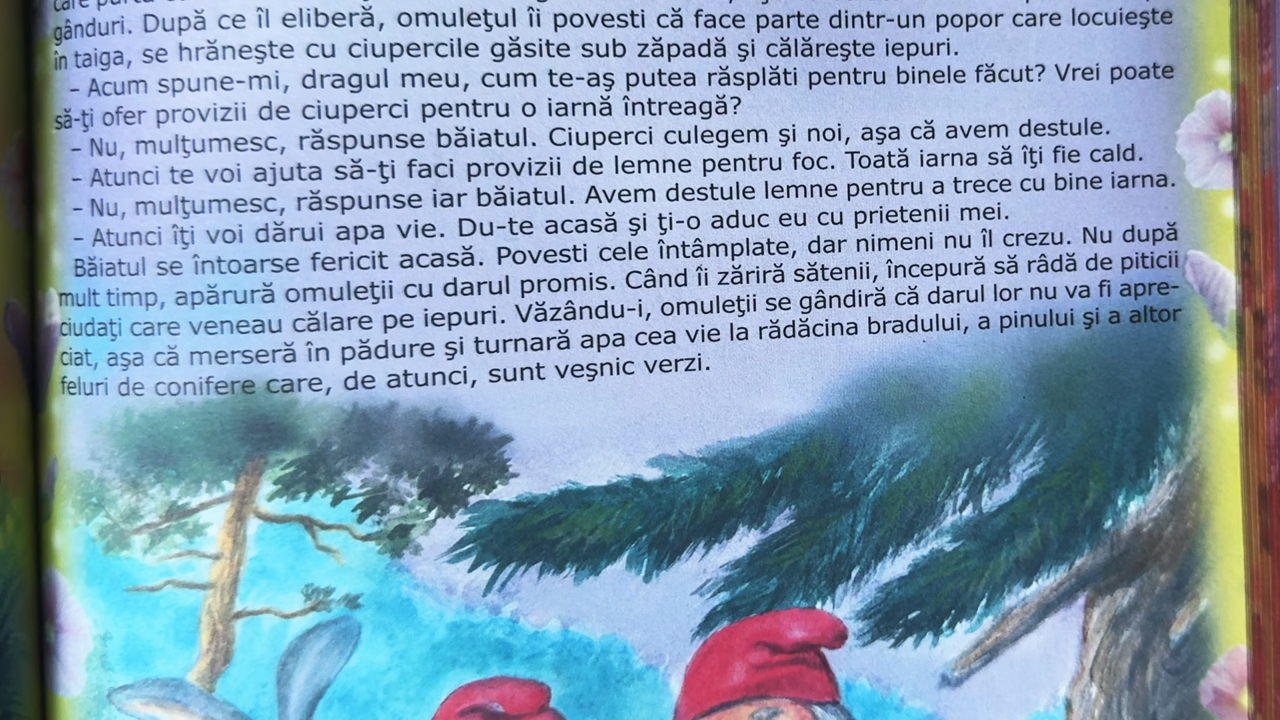 gânduri. După ce îl eliberă, omuleţul îi povesti că face parte dintr-un popor care locuieşte
în taiga, se hrăneşte cu ciupercile găsite sub zăpadă şi călăreşte iepuri.
– Acum spune-mi, dragul meu, cum te-aş putea răsplăti pentru binele făcut? Vrei poate
să-ţi ofer provizii de ciuperci pentru o iarnă întreagă?
– Nu, mulţumesc, răspunse băiatul. Ciuperci culegem şi noi, aşa că avem destule.
– Atunci te voi ajuta să-ţi faci provizii de lemne pentru foc. Toată iarna să îţi fie cald.
– Nu, mulţumesc, răspunse iar băiatul. Avem destule lemne pentru a trece cu bine iarna.
– Atunci îţi voi dărui apa vie. Du-te acasă şi ţi-o aduc eu cu prietenii mei.
Băiatul se întoarse fericit acasă. Povesti cele întâmplate, dar nimeni nu îl crezu. Nu după
mult timp, apărură omuleţii cu darul promis. Când îi zăriră sătenii, începură să râdă de piticii
ciudaţi care veneau călare pe iepuri. Văzându-i, omuleţii se gândiră că darul lor nu va fi apre-
ciat, aşa că merseră în pădure şi turnară apa cea vie la rădăcina bradului, a pinului şi a altor
feluri de conifere care, de atunci, sunt veşnic verzi.